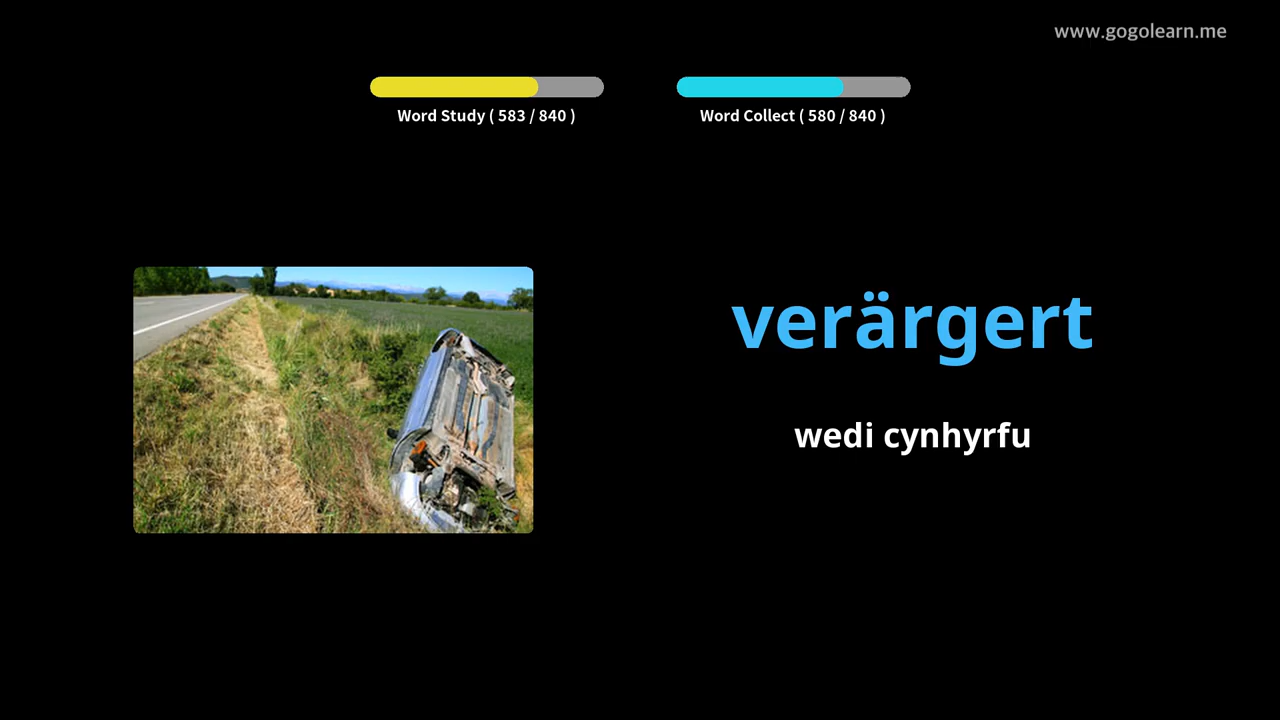 www.gogolearn.me
Word Study ( 583 / 840 )
Word Collect ( 580 / 840 )
verärgert
wedi cynhyrfu